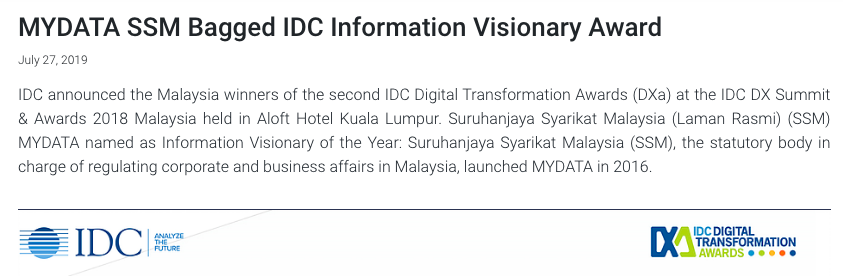 MYDATA SSM Bagged IDC Information Visionary Award
July 27, 2019
IDC announced the Malaysia winners of the second IDC Digital Transformation Awards (DXa) at the IDC DX Summit
& Awards 2018 Malaysia held in Aloft Hotel Kuala Lumpur. Suruhanjaya Syarikat Malaysia (Laman Rasmi) (SSM)
MYDATA named as Information Visionary of the Year: Suruhanjaya Syarikat Malaysia (SSM), the statutory body in
charge of regulating corporate and business affairs in Malaysia, launched MYDATA in 2016.
IDC
ANALYZE
THE
FUTURE
DXA
IDC DIGITAL
TRANSFORMATION
AWARDS